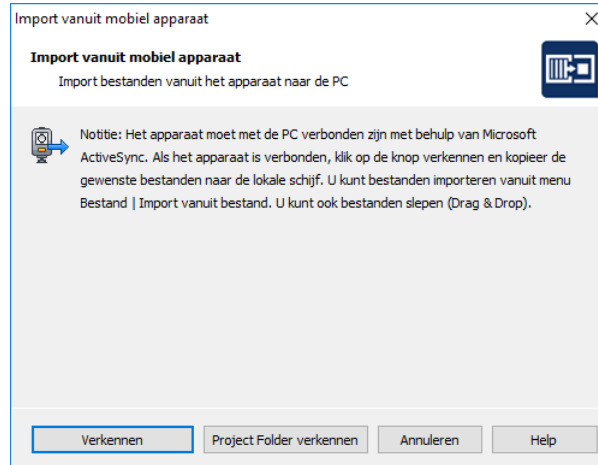 Import vanuit mobiel apparaat
Import vanuit mobiel apparaat
Import bestanden vanuit het apparaat naar de PC
Notitie: Het apparaat moet met de PC verbonden zijn met behulp van Microsoft
ActiveSync. Als het apparaat is verbonden, klik op de knop verkennen en kopieer de
gewenste bestanden naar de lokale schijf. U kunt bestanden importeren vanuit menu
Bestand | Import vanuit bestand. U kunt ook bestanden slepen (Drag & Drop).
Verkennen Project Folder verkennen Annuleren Help